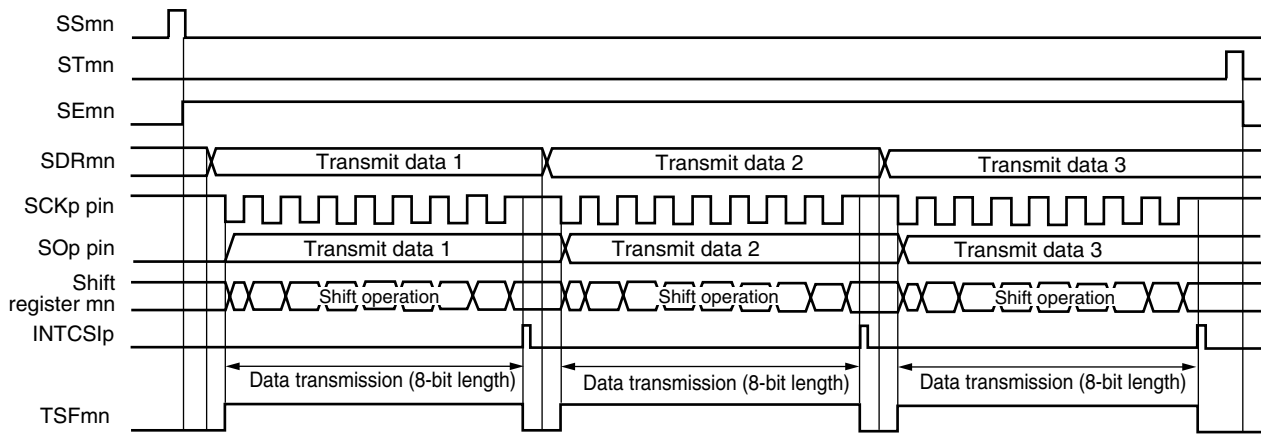 SSmn
STmn
SEmn
SDRmn Transmit data 1 Transmit data 2 Transmit data 3
SCKp pin
SOp pin Transmit data 1 Transmit data 2 Transmit data 3
Shift
register mn Shift operation Shift operation Shift operation
INTCSIp
Data transmission (8-bit length) Data transmission (8-bit length) Data transmission (8-bit length)
TSFmn